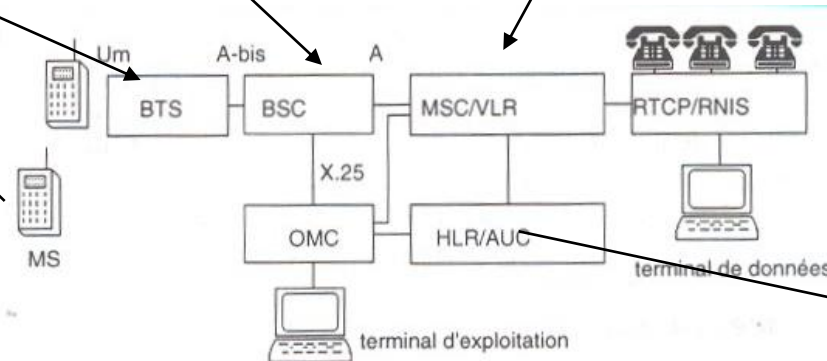 Um
A-bis
A
BTS
BSC
MSC/VLR
RTCP/RNIS
X.25
MS
OMC
HLR/AUC
terminal de données
terminal d'exploitation